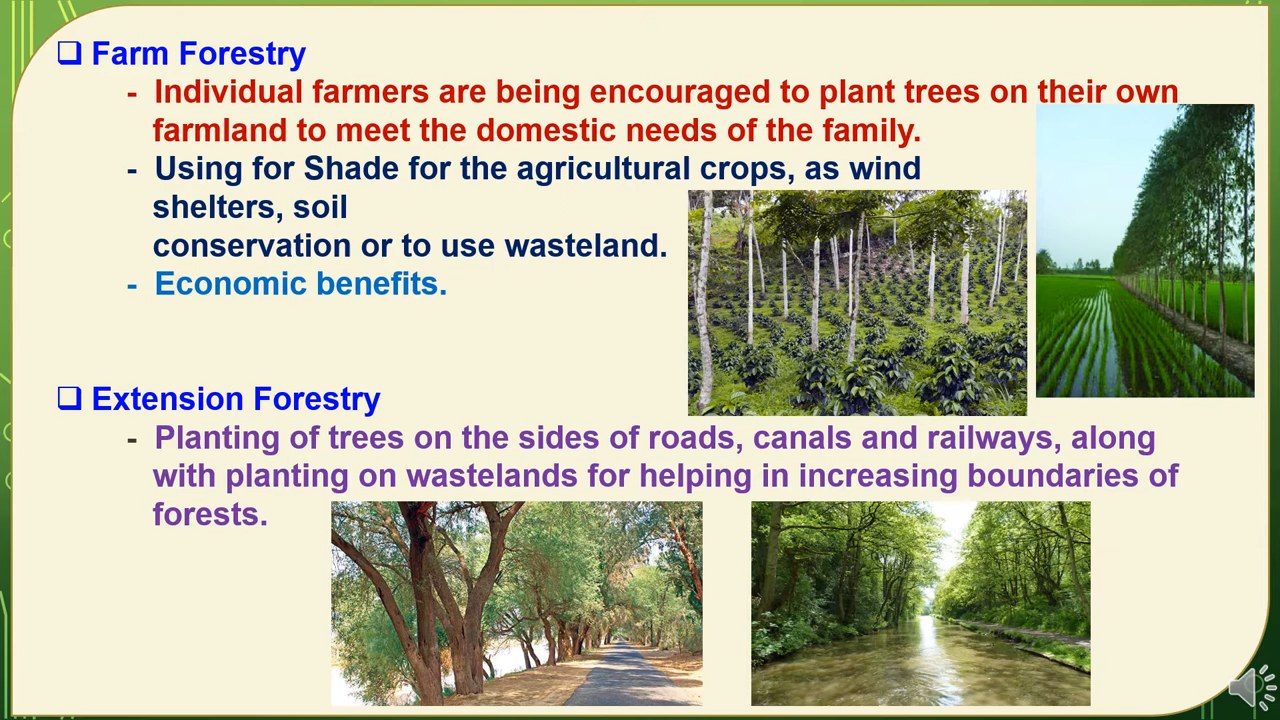 ❑ Farm Forestry
- Individual farmers are being encouraged to plant trees on their own
farmland to meet the domestic needs of the family.
- Using for Shade for the agricultural crops, as wind
shelters, soil
conservation or to use wasteland.
- Economic benefits.
❑ Extension Forestry
- Planting of trees on the sides of roads, canals and railways, along
with planting on wastelands for helping in increasing boundaries of
forests.